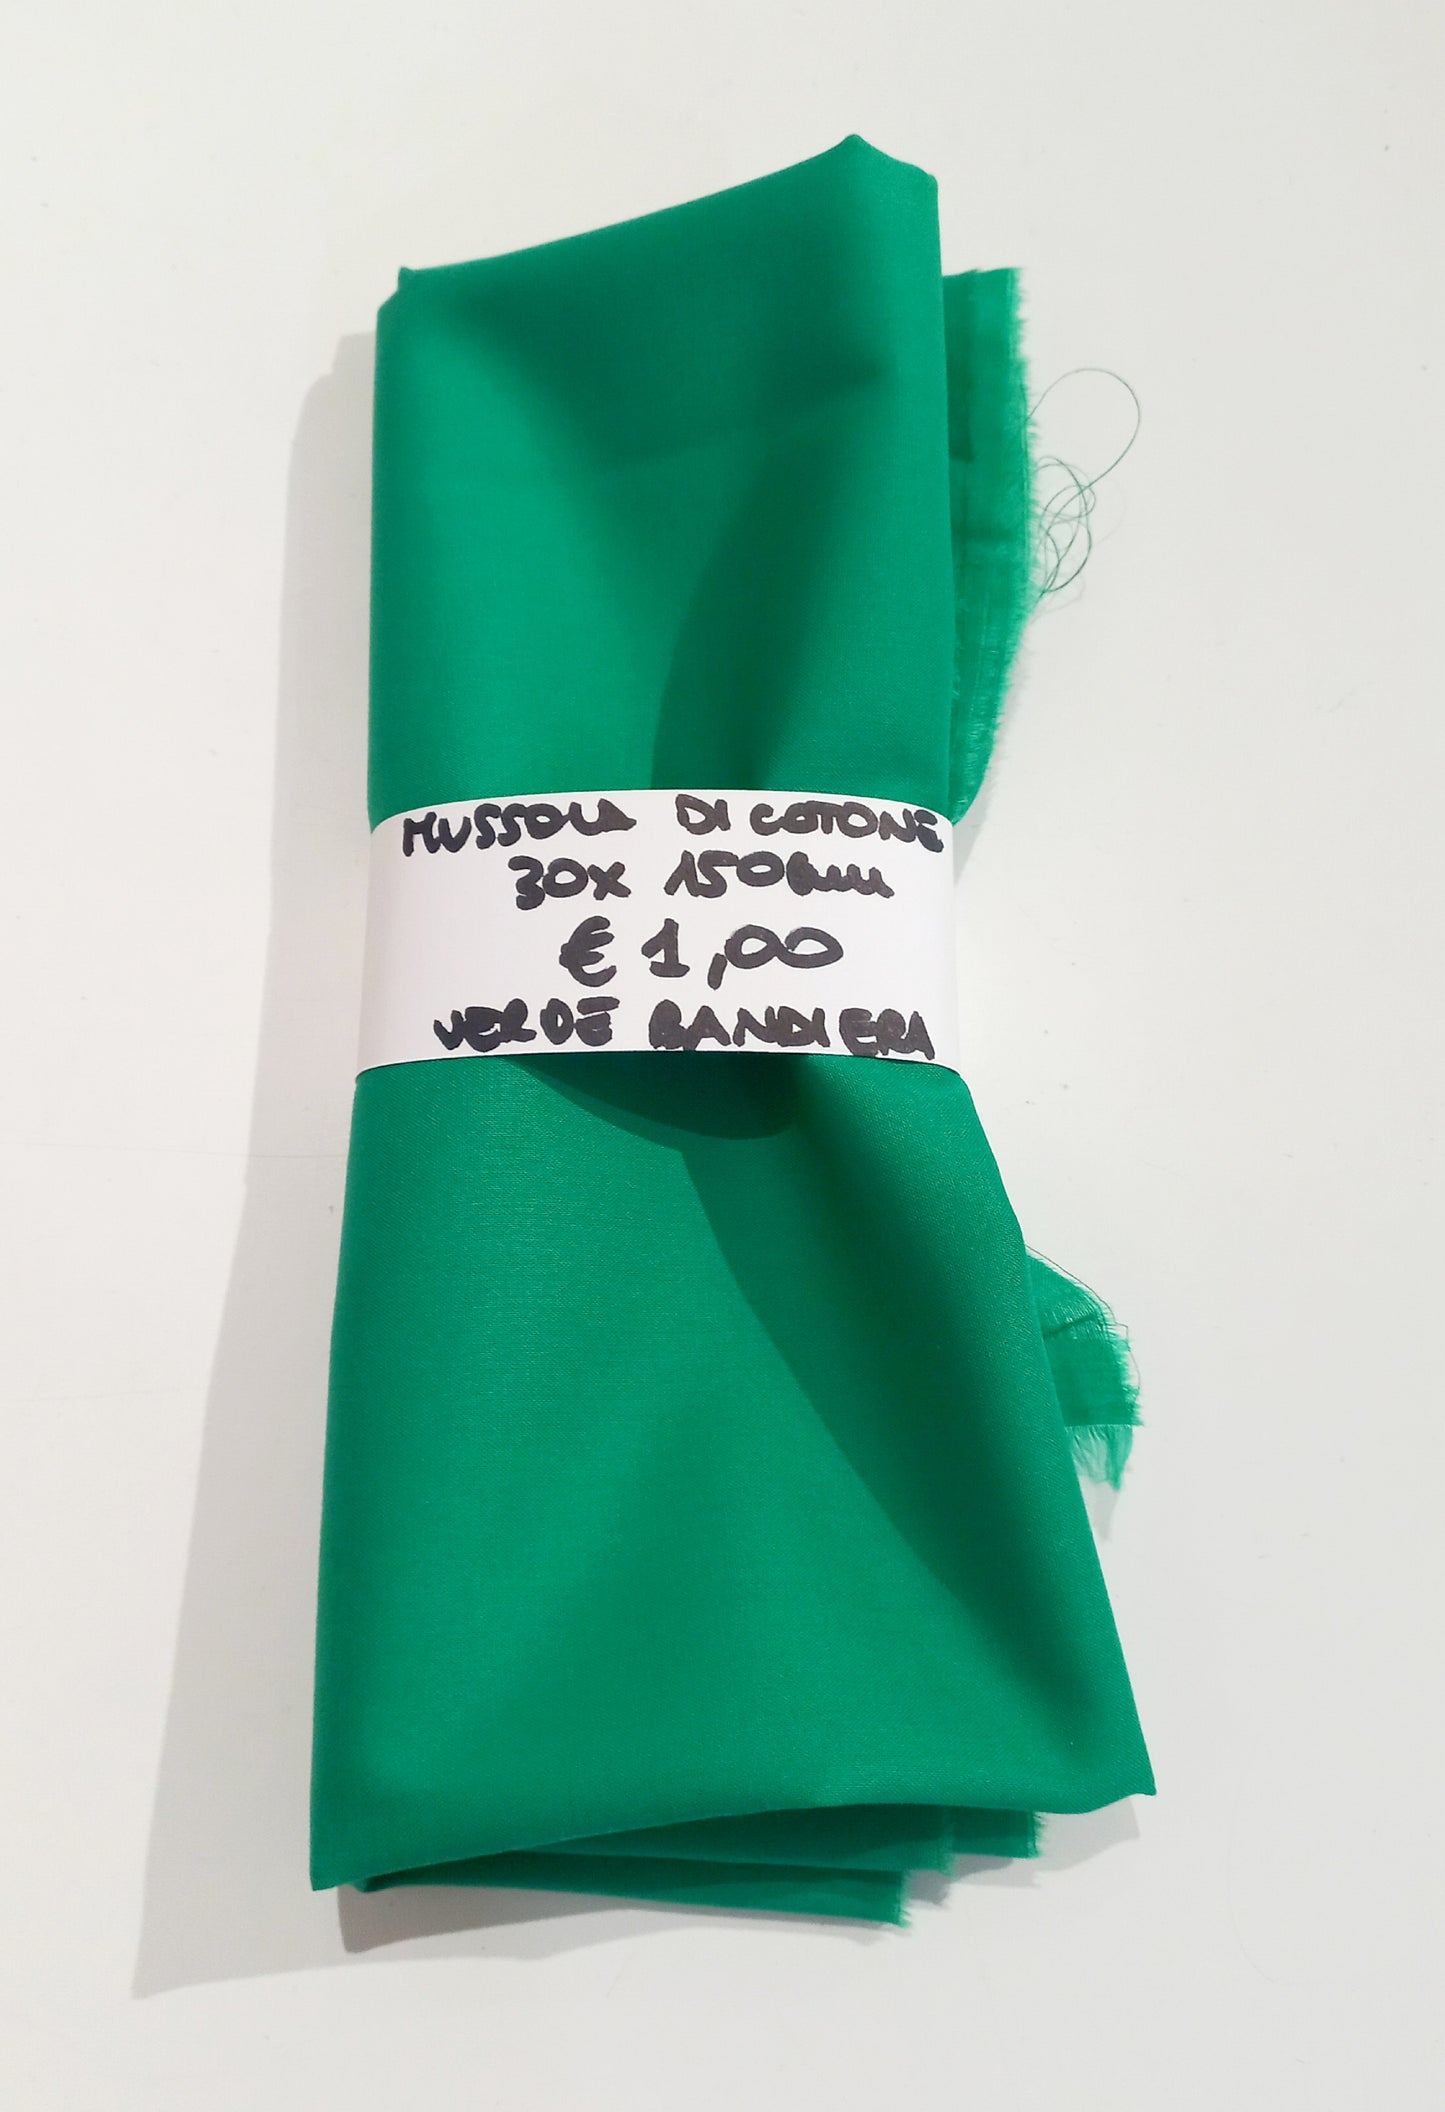 MUSSOLA DI COTONE
30x 150cm
€ 1,00
VERDE BANDIERA